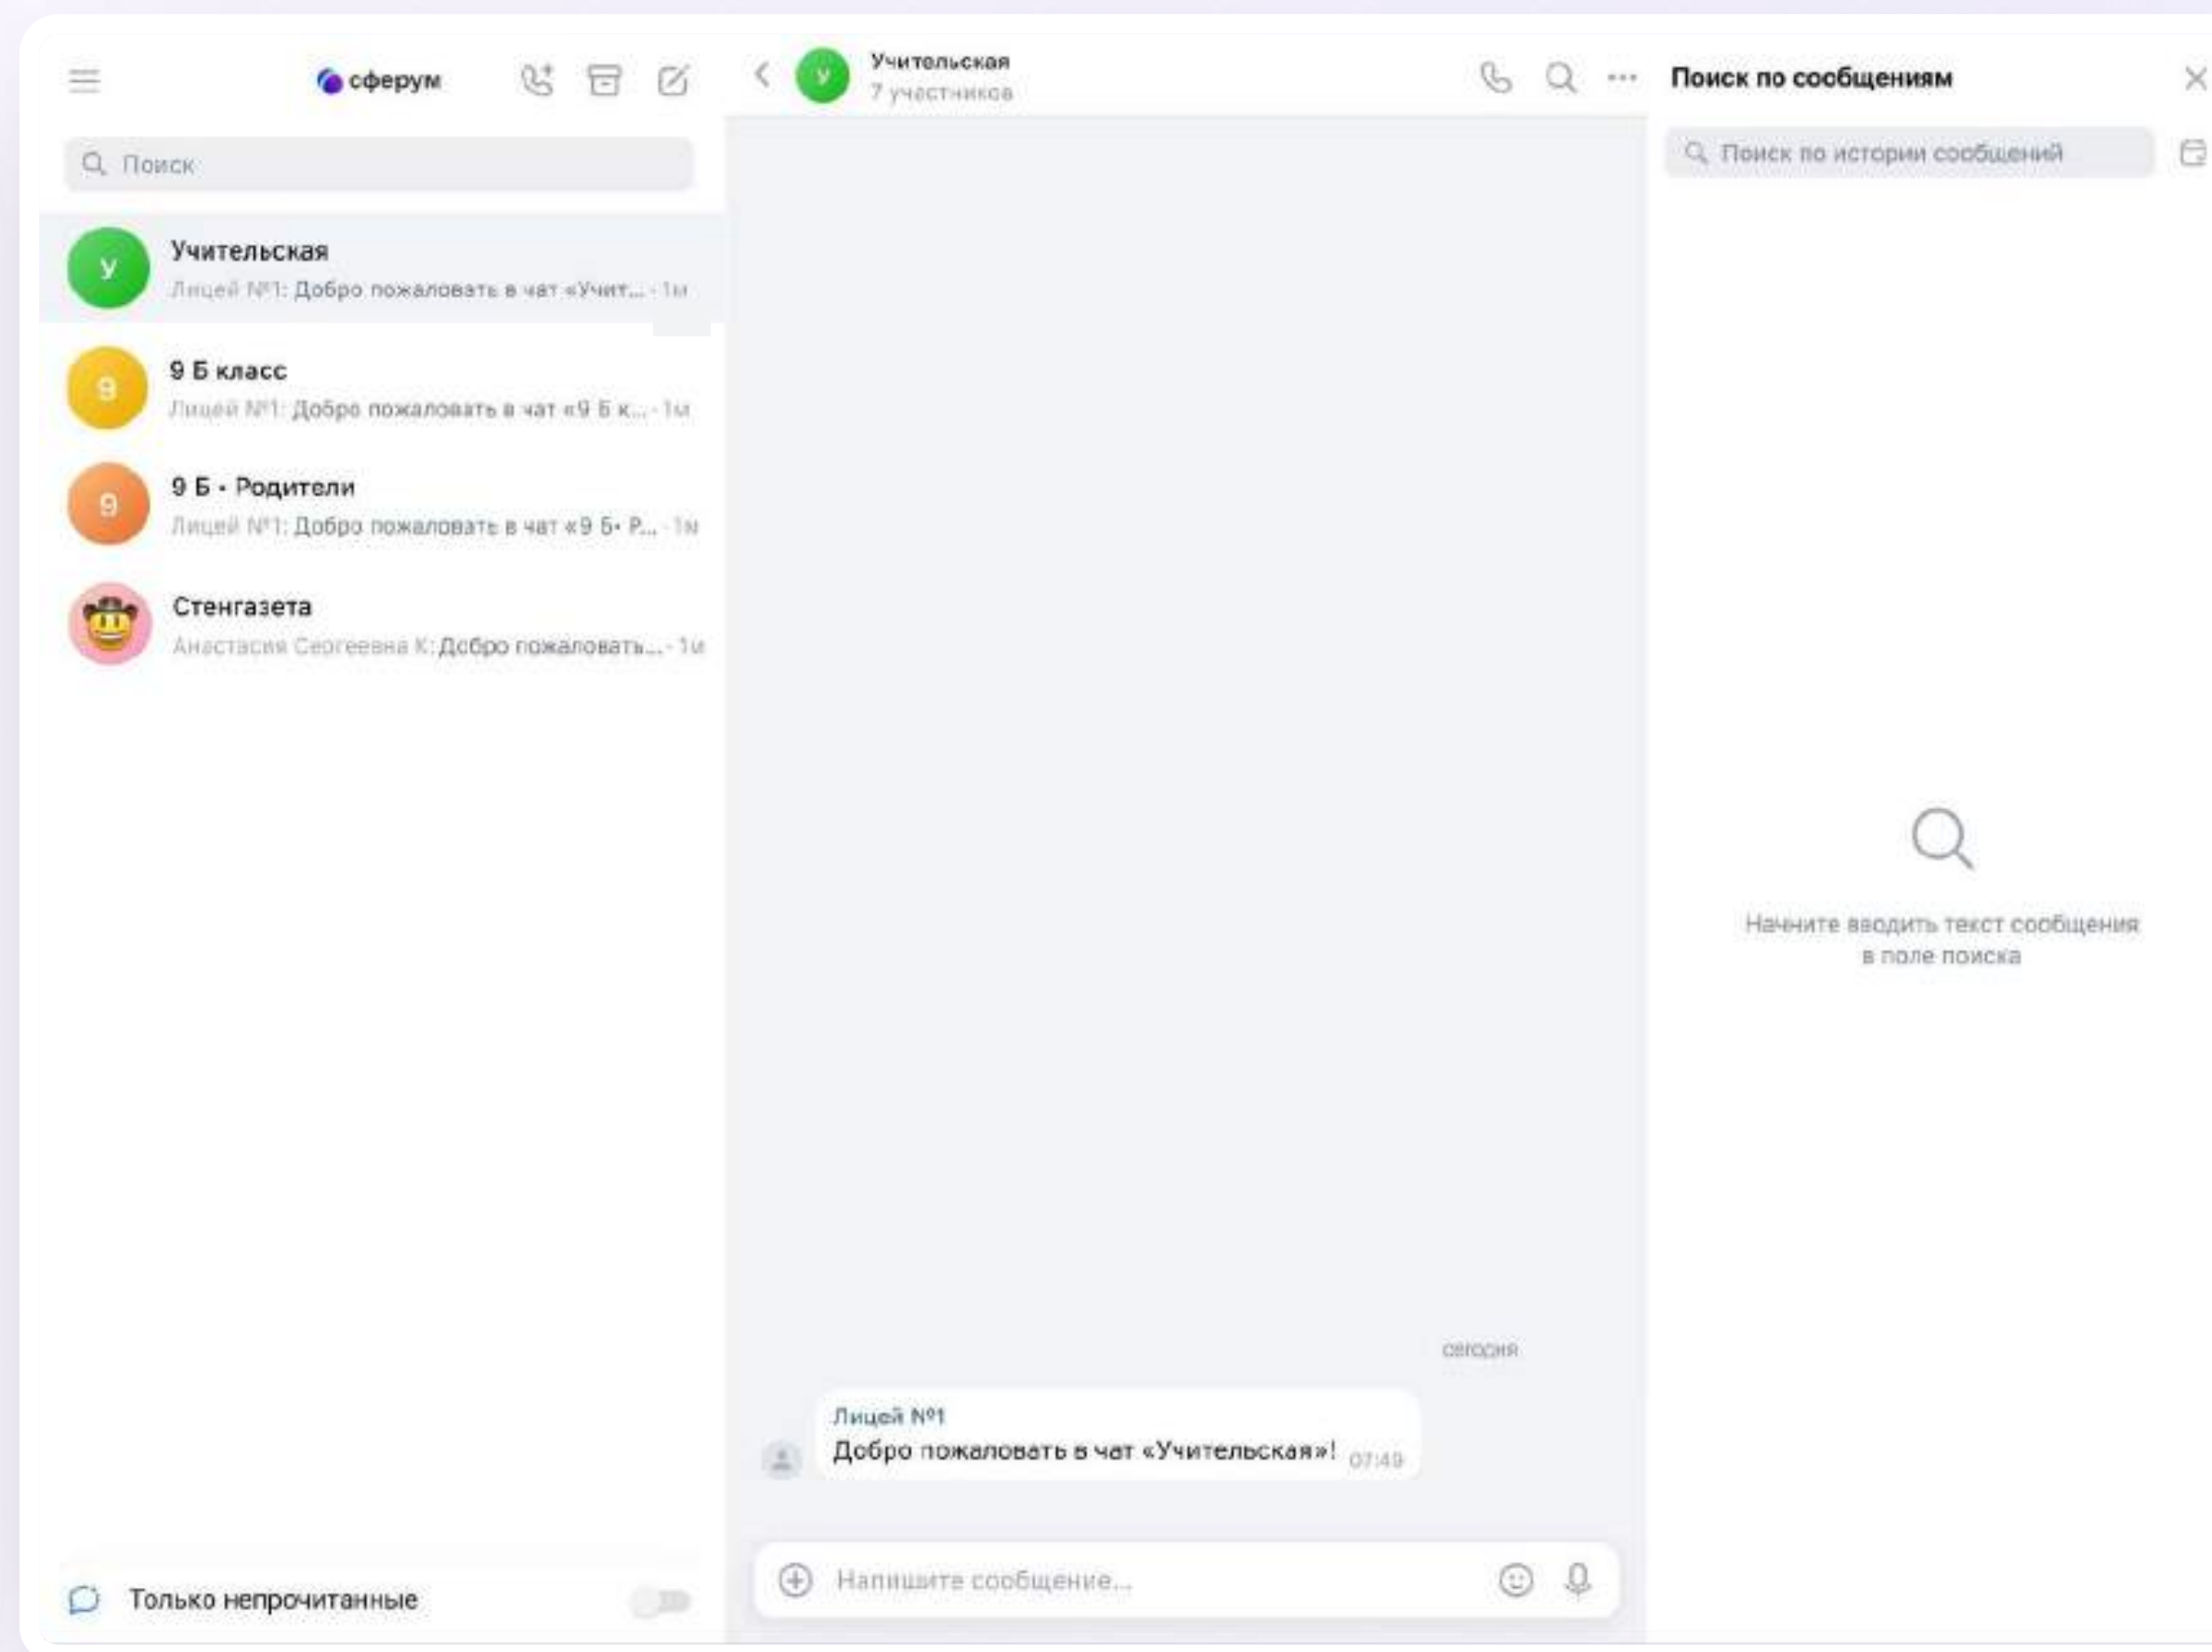 сферум
Поиск
У
Учительская
Лицей №1: Добро пожаловать в чат «Учит... · 1м
9
9 Б класс
Лицей №1: Добро пожаловать в чат «9 Б к... · 1м
9
9 Б • Родители
Лицей №1: Добро пожаловать в чат «9 Б• Р... · 1м
Стенгазета
Анастасия Сергеевна К: Добро пожаловать... · 1м
Только непрочитанные
У
Учительская
7 участников
сегодня
Лицей №1
Добро пожаловать в чат «Учительская»! 07:49
Напишите сообщение...
Поиск по сообщениям
Поиск по истории сообщений
Начните вводить текст сообщения
в поле поиска